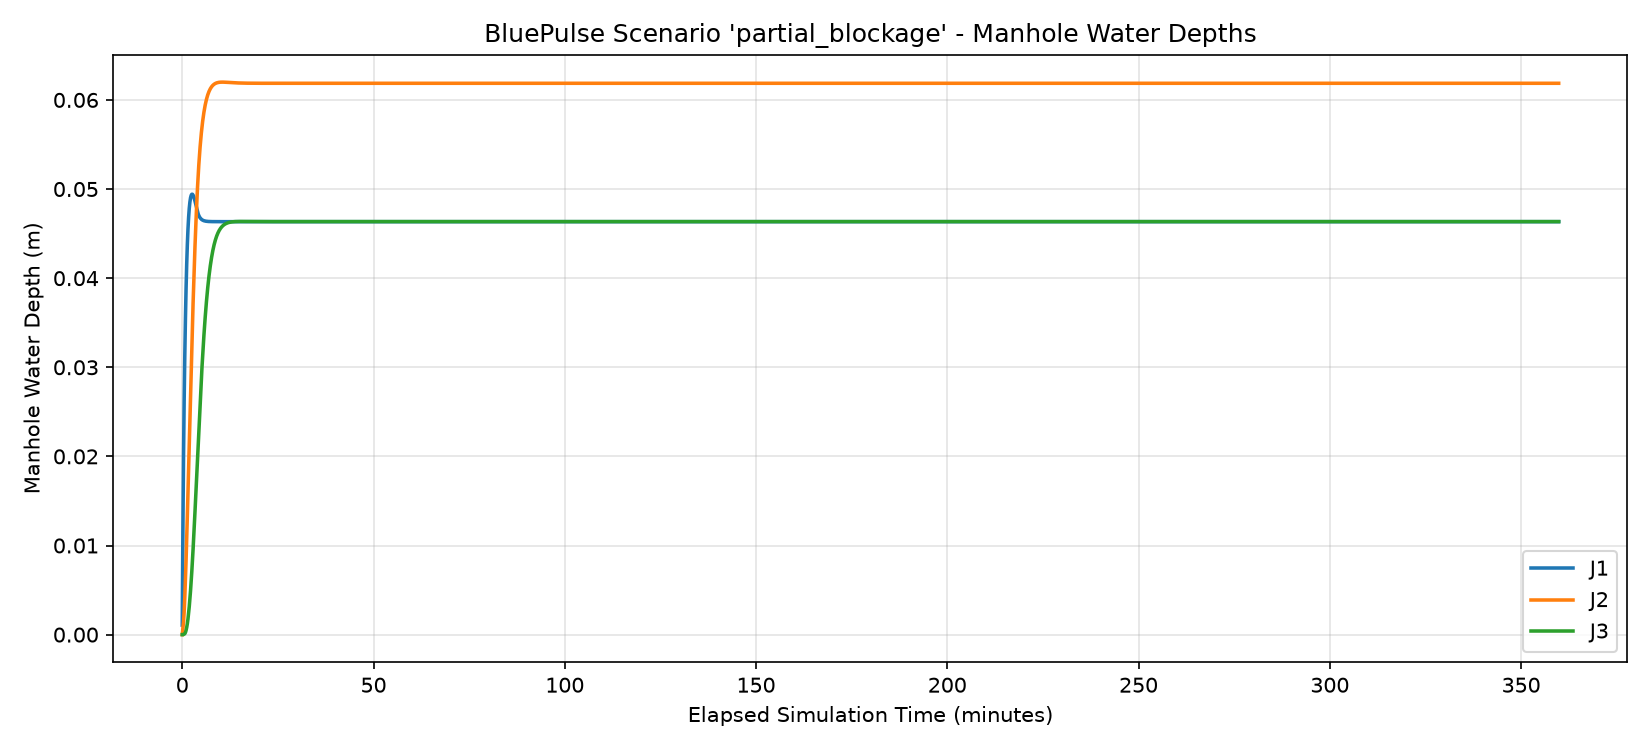 BluePulse Scenario 'partial_blockage' - Manhole Water Depths
Manhole Water Depth (m)
0.06
0.05
0.04
0.03
0.02
0.01
0.00
J1
J2
J3
0 50 100 150 200 250 300 350
Elapsed Simulation Time (minutes)